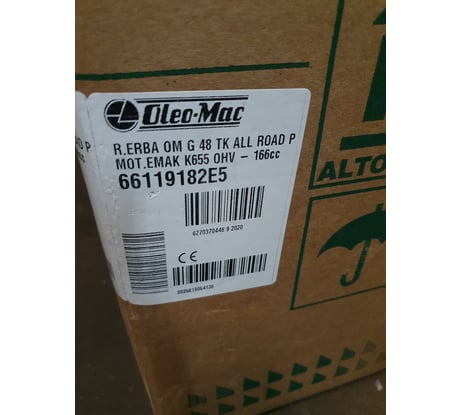 Oleo-Mac
R.ERBA OM G 48 TK ALL ROAD P
MOT.EMAK K655 OHV – 166cc
66119182E5
CE
ALTO